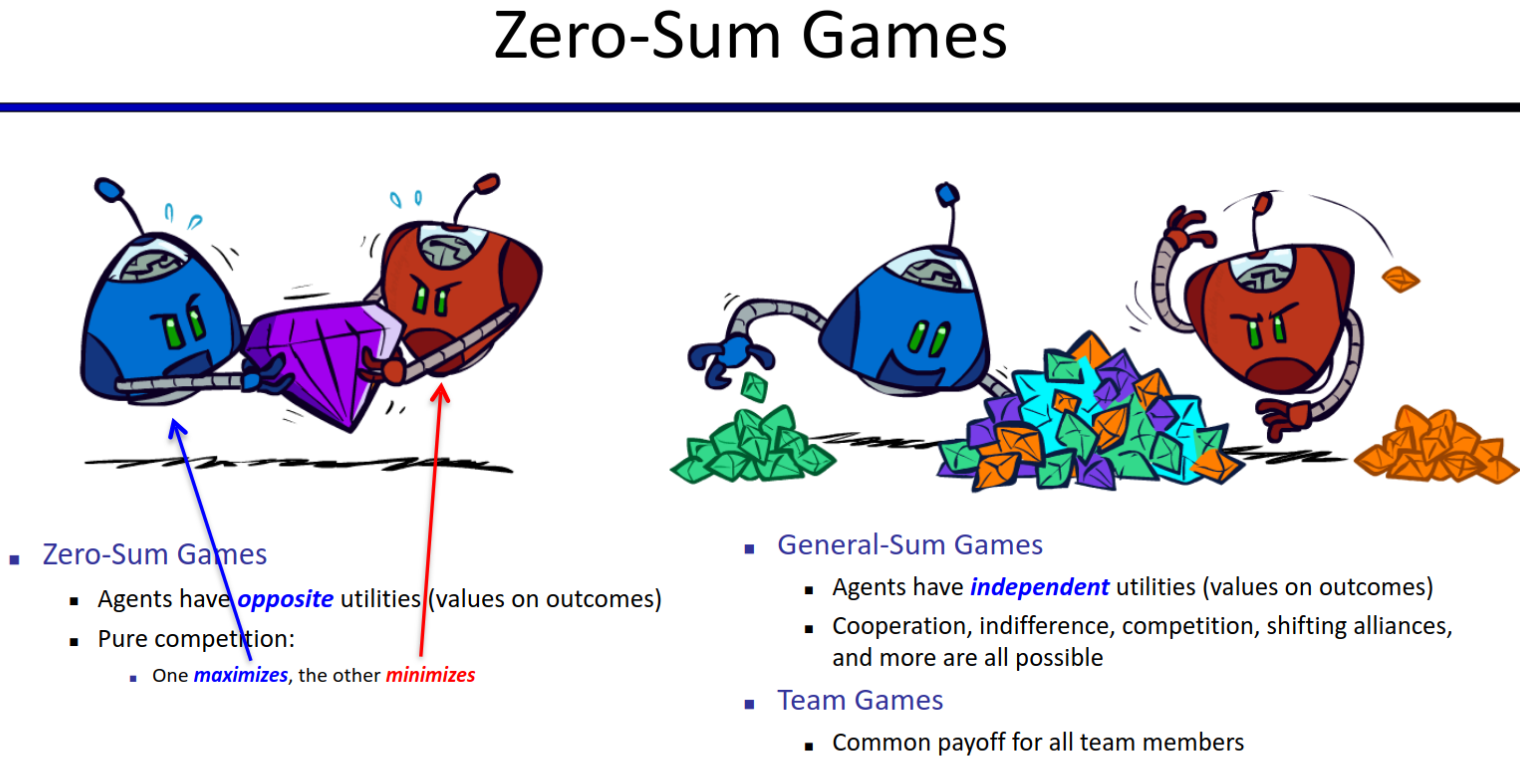 Zero-Sum Games
Zero-Sum Games
Agents have opposite utilities (values on outcomes)
Pure competition:
One maximizes, the other minimizes
General-Sum Games
Agents have independent utilities (values on outcomes)
Cooperation, indifference, competition, shifting alliances,
and more are all possible
Team Games
Common payoff for all team members